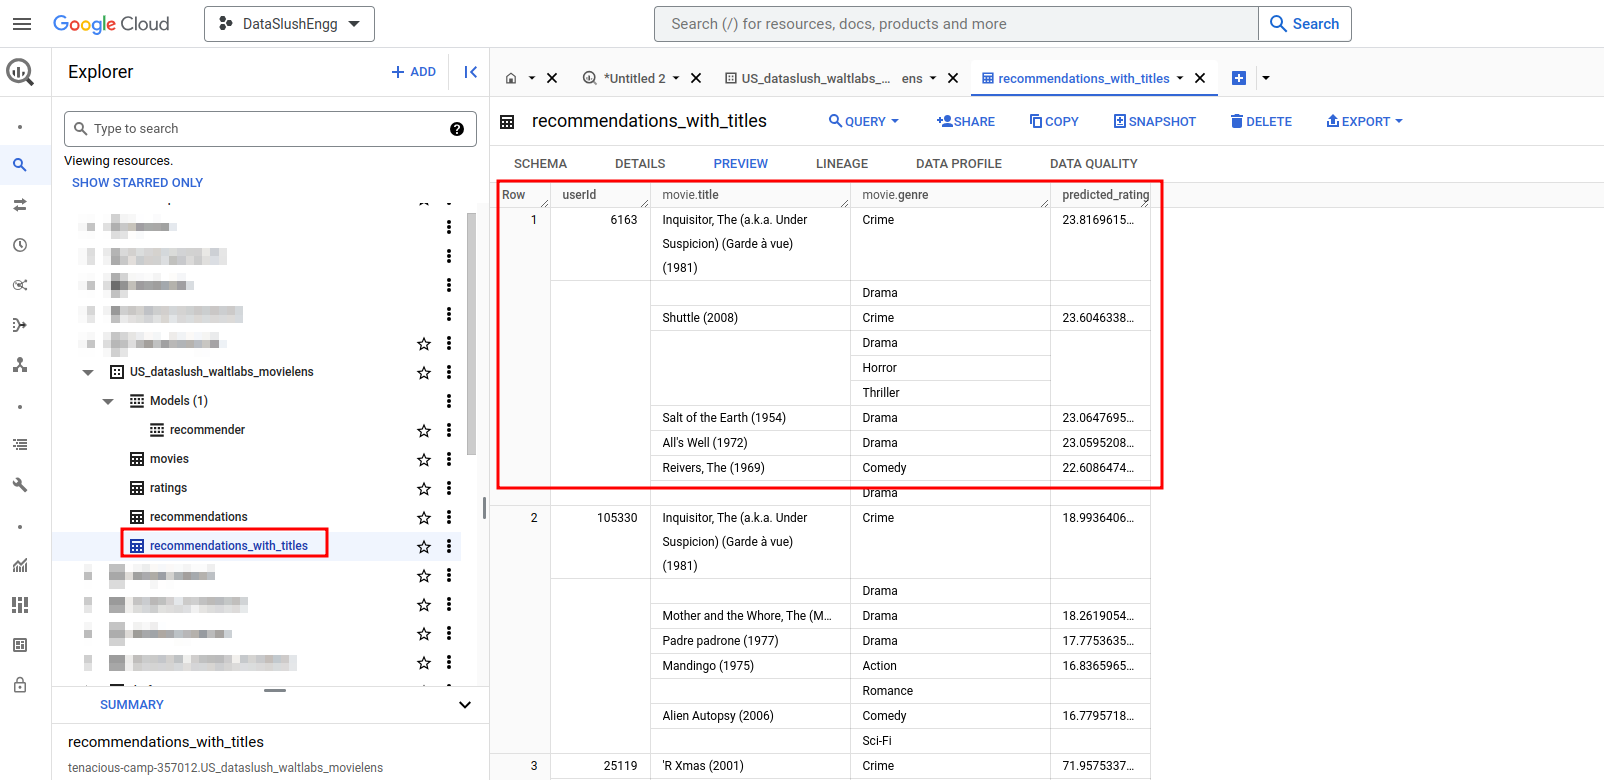 Google Cloud
DataSlushEngg
Search (/) for resources, docs, products and more
Search
Explorer
+ ADD
*Untitled 2
US_dataslush_waltlabs_... ens
recommendations_with_titles
Type to search
?
recommendations_with_titles
QUERY
SHARE
COPY
SNAPSHOT
DELETE
EXPORT
Viewing resources.
SHOW STARRED ONLY
SCHEMA
DETAILS
PREVIEW
LINEAGE
DATA PROFILE
DATA QUALITY
US_dataslush_waltlabs_movielens
Models (1)
recommender
movies
ratings
recommendations
recommendations_with_titles
SUMMARY
recommendations_with_titles
tenacious-camp-357012.US_dataslush_waltlabs_movielens
Row userId movie.title movie.genre predicted_rating
1 6163 Inquisitor, The (a.k.a. Under Crime 23.8169615...
Suspicion) (Garde à vue)
(1981)
Drama
Shuttle (2008) Crime 23.6046338...
Drama
Horror
Thriller
Salt of the Earth (1954) Drama 23.0647695...
All's Well (1972) Drama 23.0595208...
Reivers, The (1969) Comedy 22.6086474...
Drama
2 105330 Inquisitor, The (a.k.a. Under Crime 18.9936406...
Suspicion) (Garde à vue)
(1981)
Drama
Mother and the Whore, The (M... Drama 18.2619054...
Padre padrone (1977) Drama 17.7753635...
Mandingo (1975) Action 16.8365965...
Romance
Alien Autopsy (2006) Comedy 16.7795718...
Sci-Fi
3 25119 'R Xmas (2001) Crime 71.9575337...